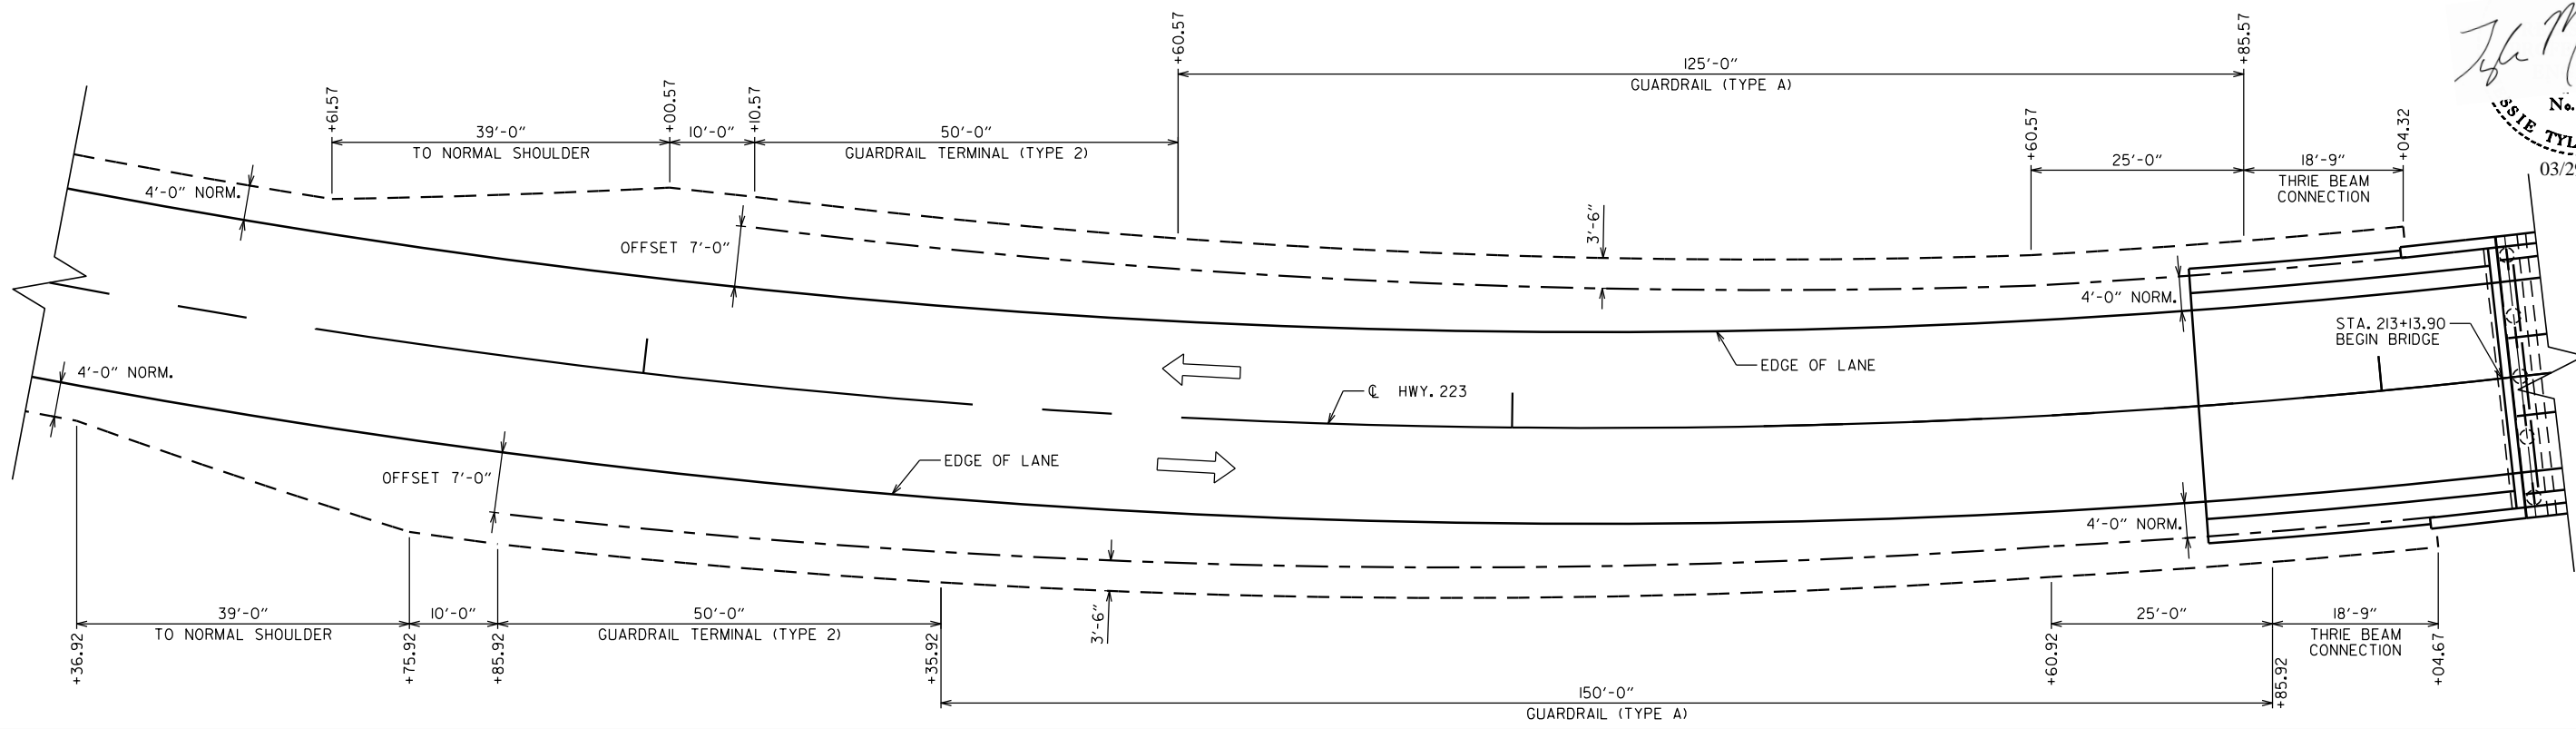 +60.57
+85.57
125'-0"
GUARDRAIL (TYPE A)
+61.57
+00.57
+10.57
+60.57
+04.32
39'-0"
TO NORMAL SHOULDER
10'-0"
50'-0"
GUARDRAIL TERMINAL (TYPE 2)
25'-0"
18'-9"
THRIE BEAM
CONNECTION
No.
SSIE TYL
03/2
4'-0" NORM.
OFFSET 7'-0"
3'-6"
4'-0" NORM.
STA. 213+13.90
BEGIN BRIDGE
EDGE OF LANE
℄ HWY. 223
4'-0" NORM.
EDGE OF LANE
OFFSET 7'-0"
4'-0" NORM.
3'-6"
39'-0"
TO NORMAL SHOULDER
10'-0"
50'-0"
GUARDRAIL TERMINAL (TYPE 2)
25'-0"
18'-9"
THRIE BEAM
CONNECTION
+36.92
+75.92
+85.92
+35.92
+60.92
+85.92
+04.67
150'-0"
GUARDRAIL (TYPE A)